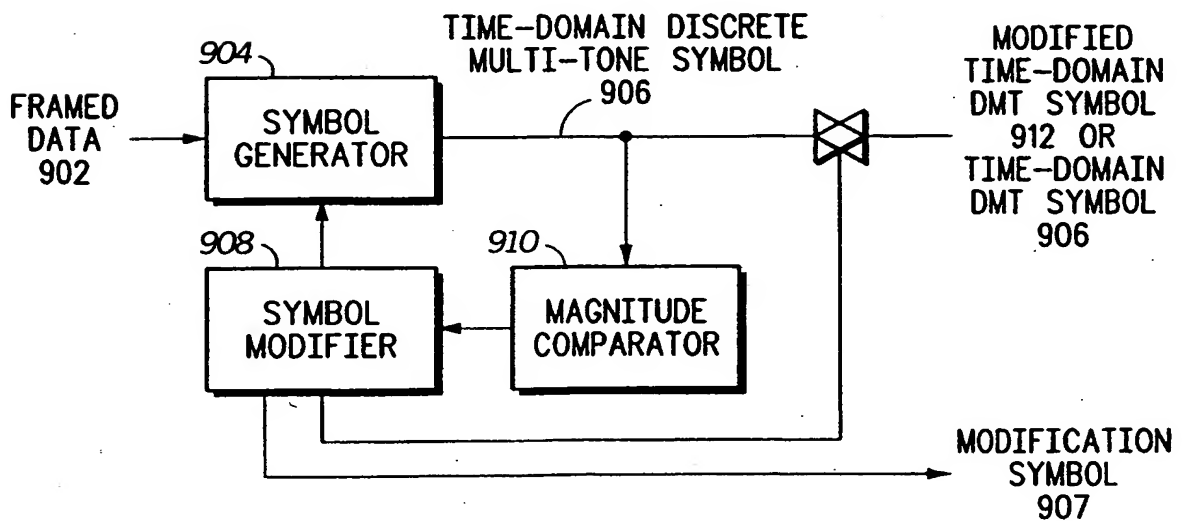 904
SYMBOL
GENERATOR
FRAMED
DATA
902
TIME-DOMAIN DISCRETE
MULTI-TONE SYMBOL
906
MODIFIED
TIME-DOMAIN
DMT SYMBOL
912 OR
TIME-DOMAIN
DMT SYMBOL
906
908
SYMBOL
MODIFIER
910
MAGNITUDE
COMPARATOR
MODIFICATION
SYMBOL
907